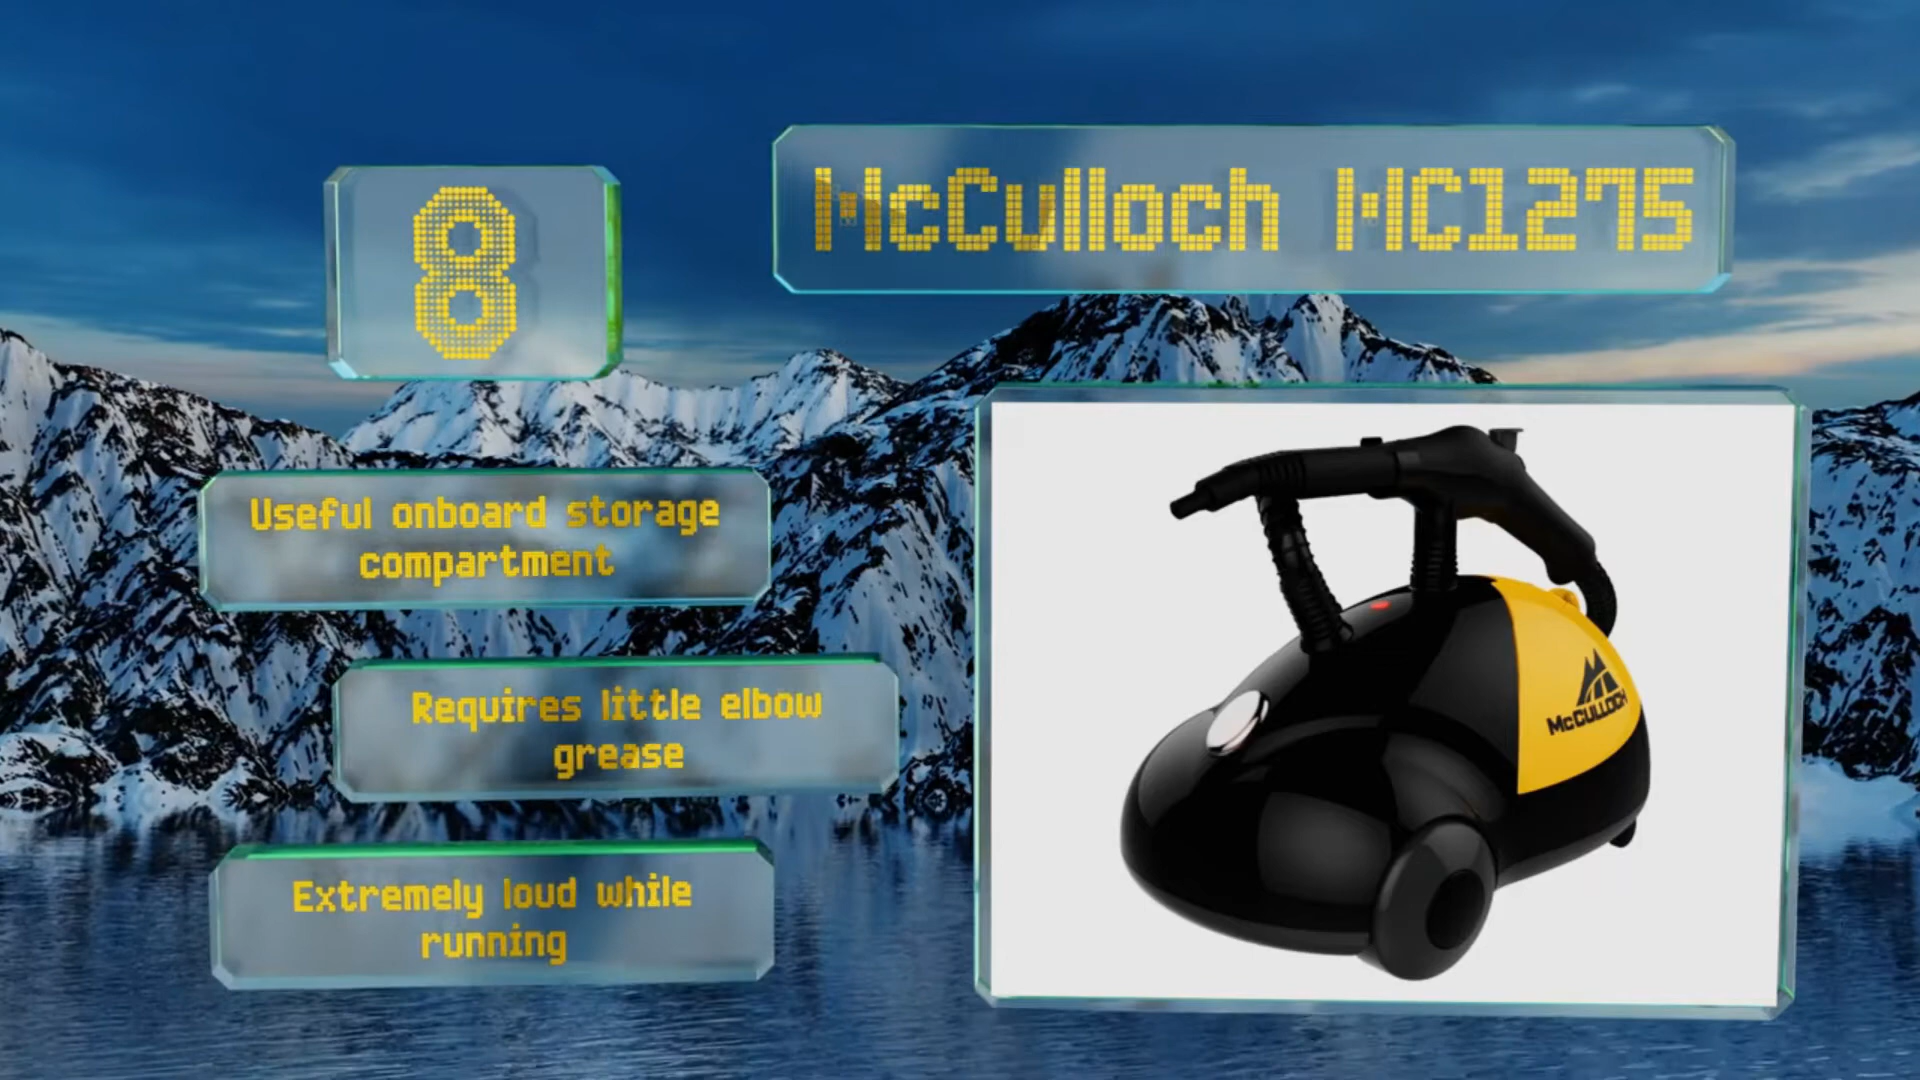 8
McCulloch MC1275
Useful onboard storage
compartment
Requires little elbow
grease
Extremely loud while
running
McCULLOCH